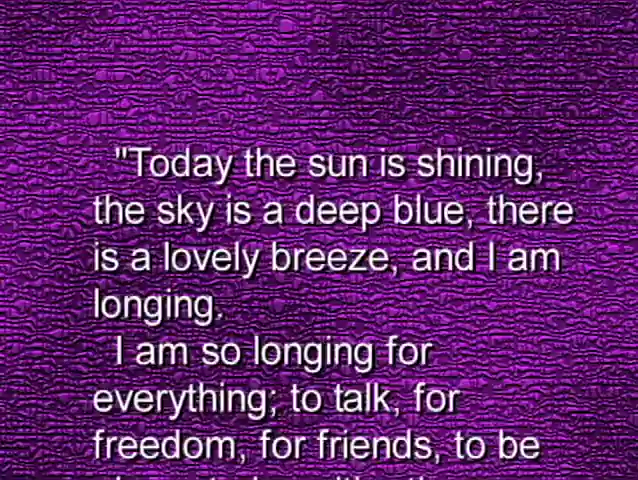 "Today the sun is shining,
the sky is a deep blue, there
is a lovely breeze, and I am
longing.
I am so longing for
everything; to talk, for
freedom, for friends, to be